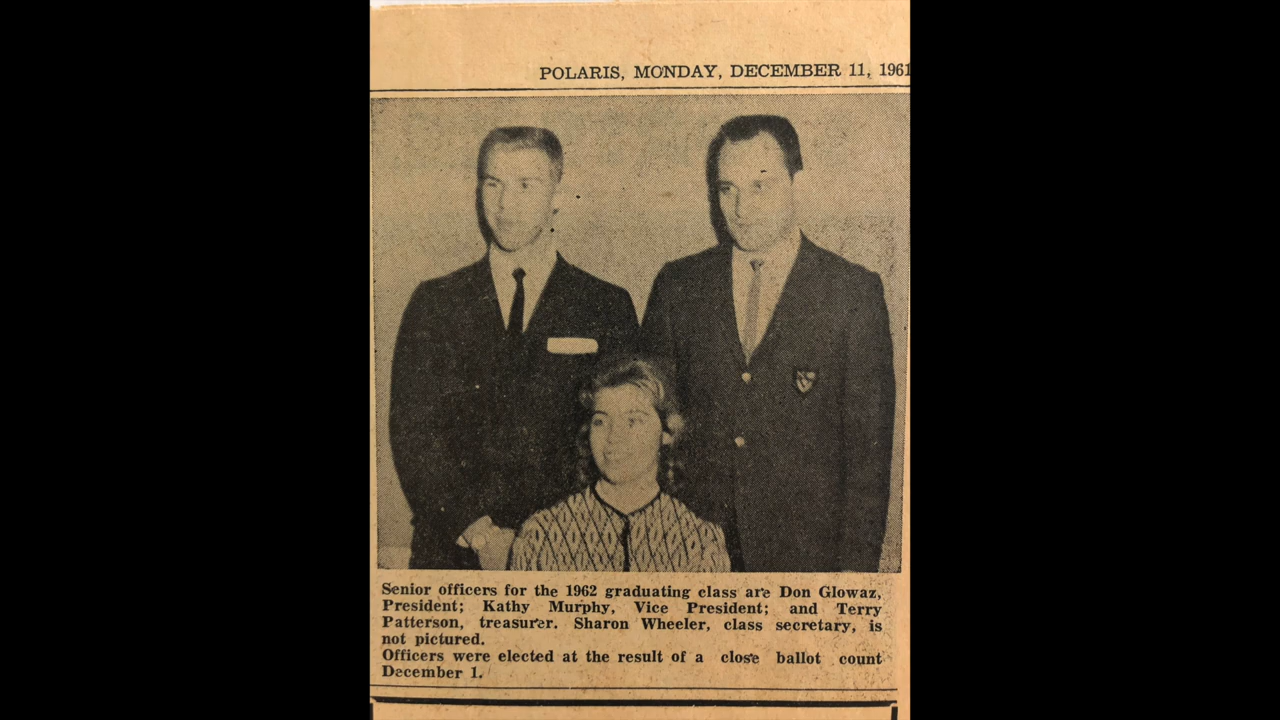 POLARIS, MONDAY, DECEMBER 11, 1961
Senior officers for the 1962 graduating class are Don Glowaz,
President; Kathy Murphy, Vice President; and Terry
Patterson, treasurer. Sharon Wheeler, class secretary, is
not pictured.
Officers were elected at the result of a close ballot count
December 1.